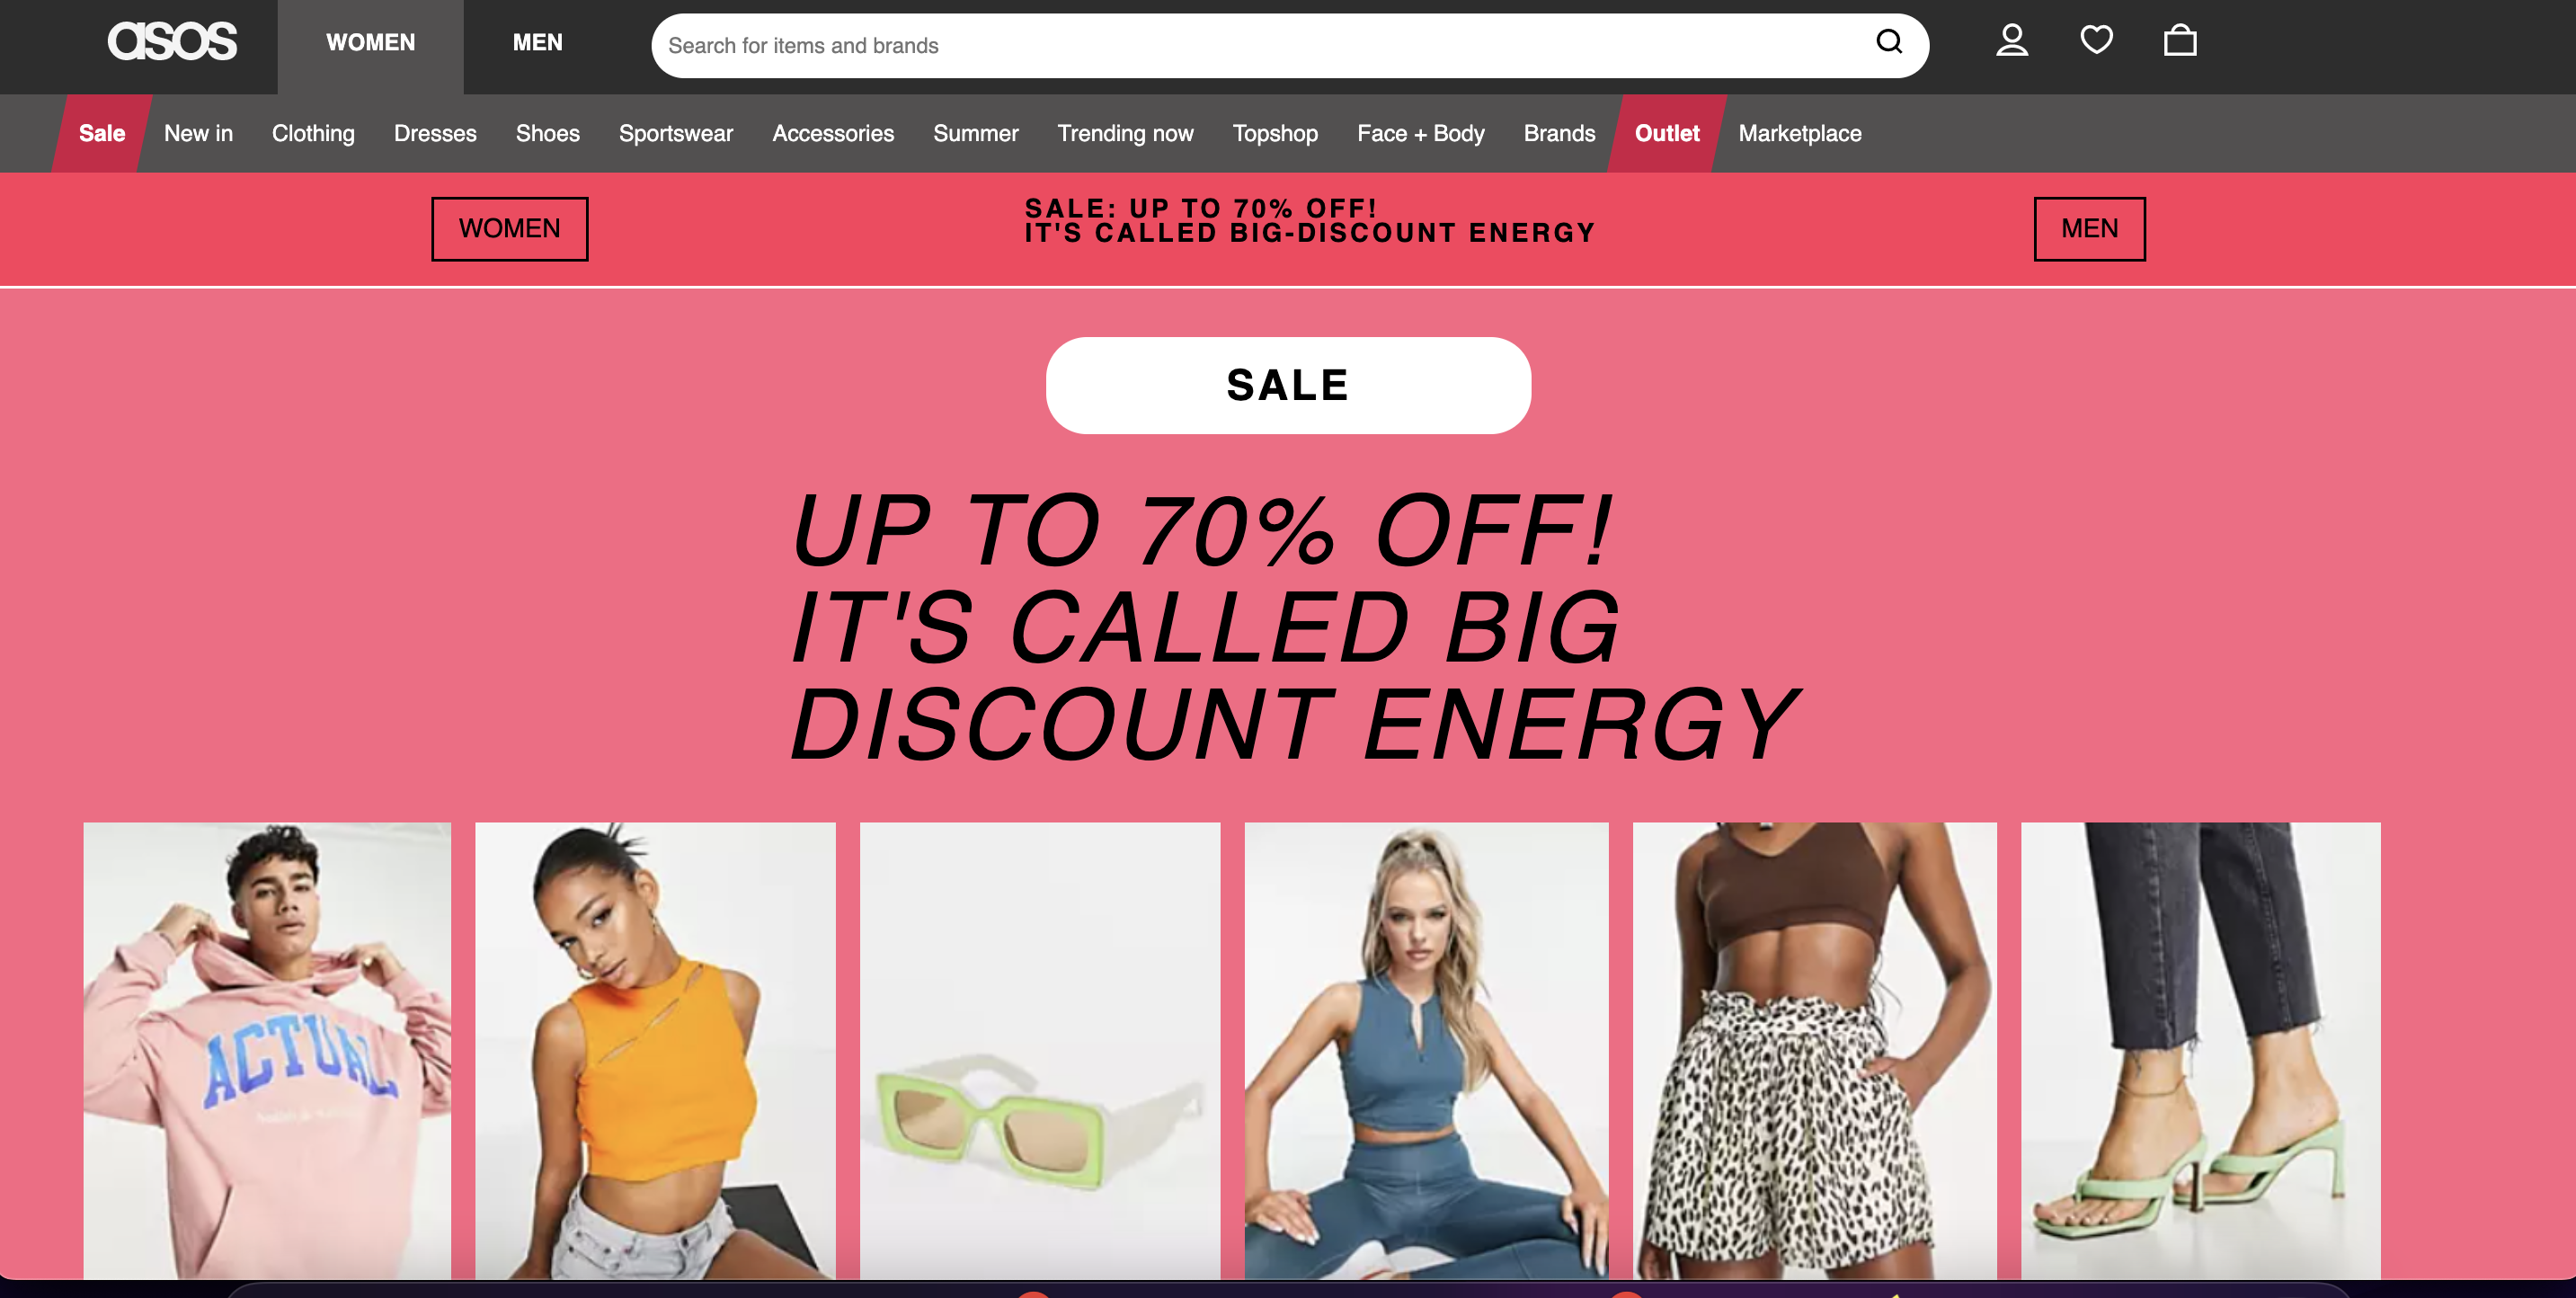 asos
WOMEN
MEN
Search for items and brands
Sale
New in
Clothing
Dresses
Shoes
Sportswear
Accessories
Summer
Trending now
Topshop
Face + Body
Brands
Outlet
Marketplace
WOMEN
SALE: UP TO 70% OFF!
IT'S CALLED BIG-DISCOUNT ENERGY
MEN
SALE
UP TO 70% OFF!
IT'S CALLED BIG
DISCOUNT ENERGY
ACTUAL